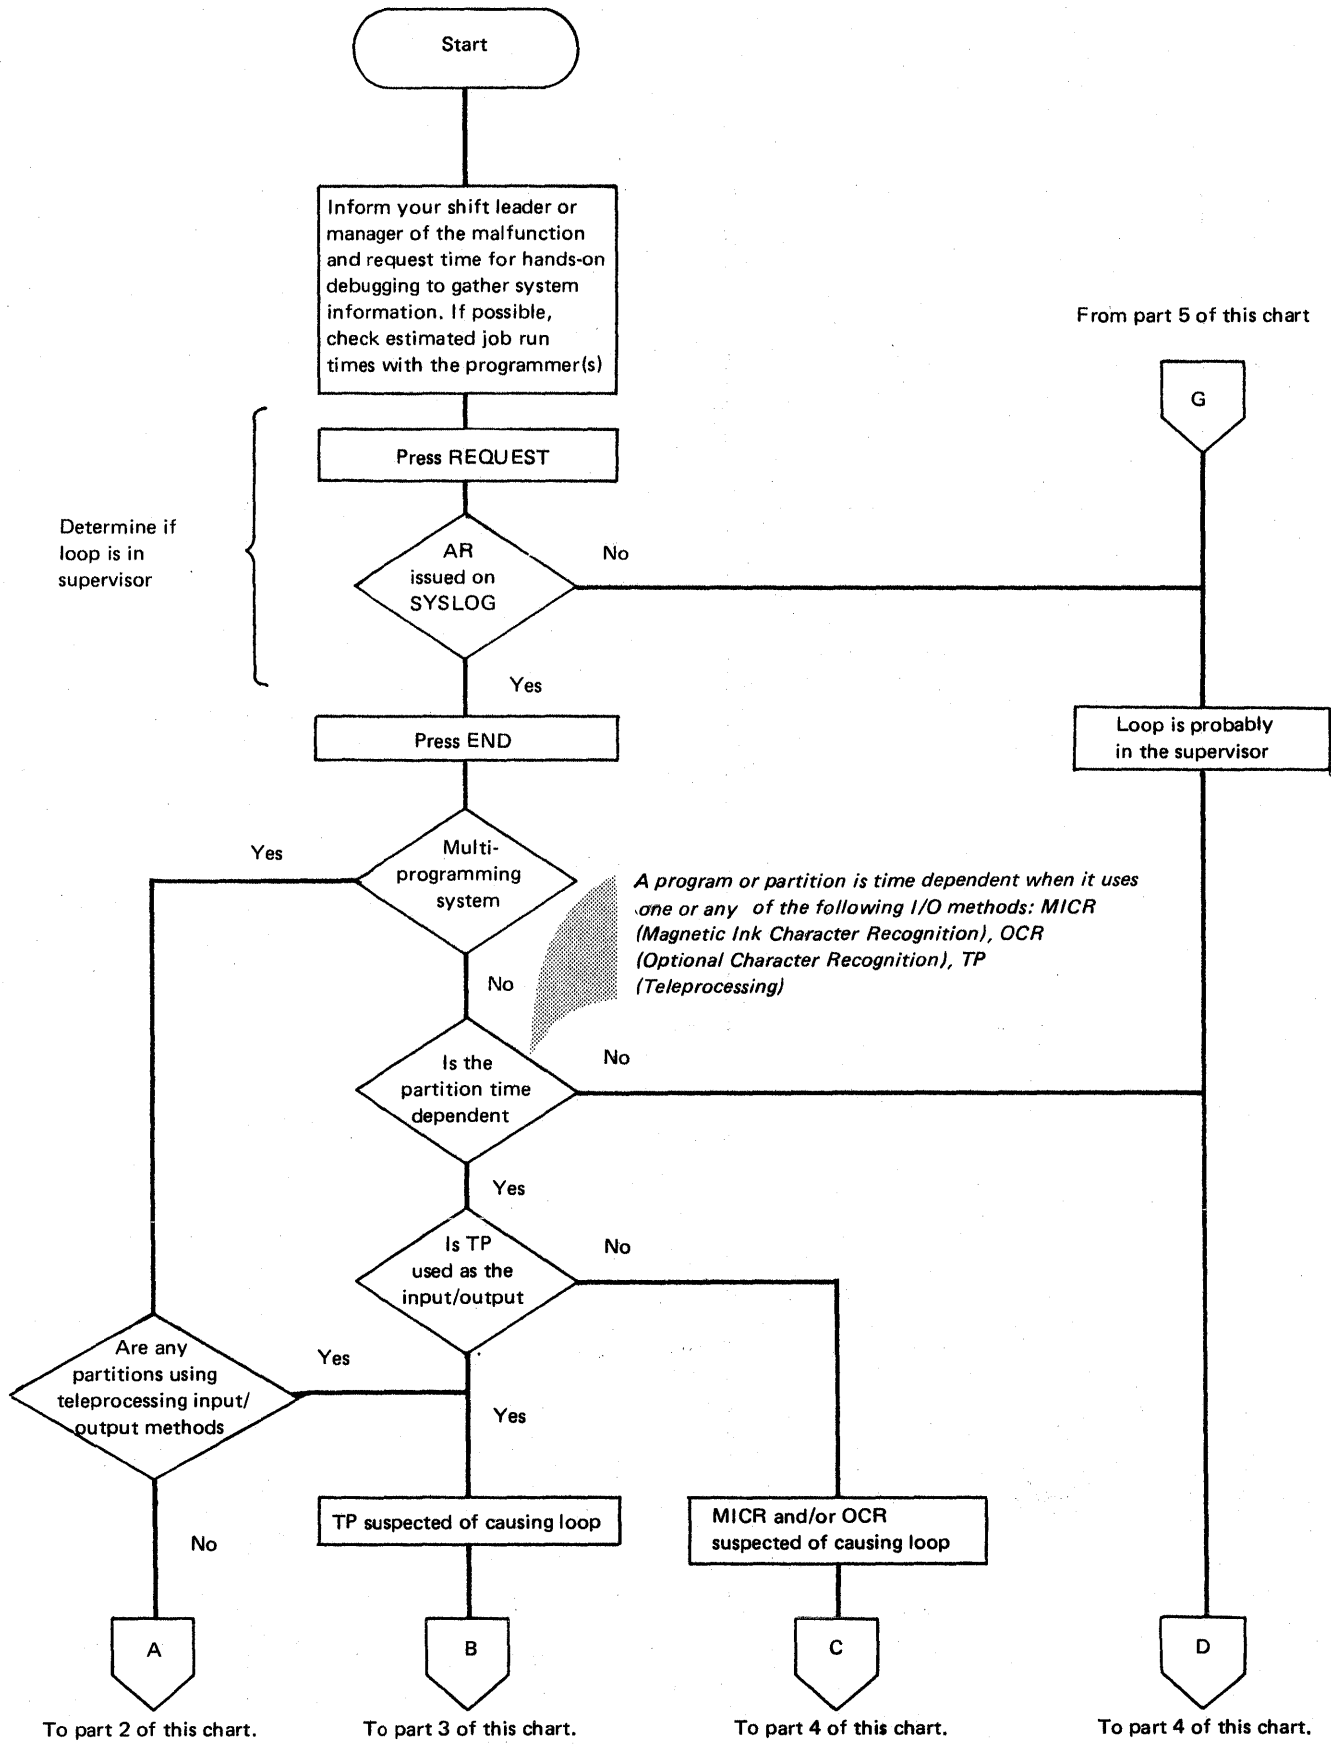 Start
Inform your shift leader or
manager of the malfunction
and request time for hands-on
debugging to gather system
information. If possible,
check estimated job run
times with the programmer(s)
From part 5 of this chart
G
Press REQUEST
Determine if
loop is in
supervisor
AR
issued on
SYSLOG
No
Yes
Press END
Loop is probably
in the supervisor
Multi-
programming
system
Yes
No
A program or partition is time dependent when it uses
one or any of the following I/O methods: MICR
(Magnetic Ink Character Recognition), OCR
(Optional Character Recognition), TP
(Teleprocessing)
Is the
partition time
dependent
No
Yes
Is TP
used as the
input/output
No
Are any
partitions using
teleprocessing input/
output methods
Yes
Yes
No
TP suspected of causing loop
MICR and/or OCR
suspected of causing loop
A
B
C
D
To part 2 of this chart.
To part 3 of this chart.
To part 4 of this chart.
To part 4 of this chart.